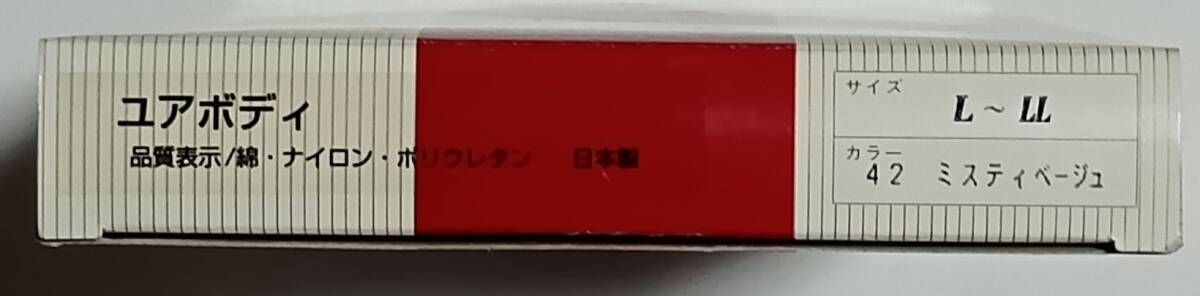 ユアボディ
品質表示/綿・ナイロン・ポリウレタン 日本製
サイズ
L ~ LL
カラー
42 ミスティベージュ